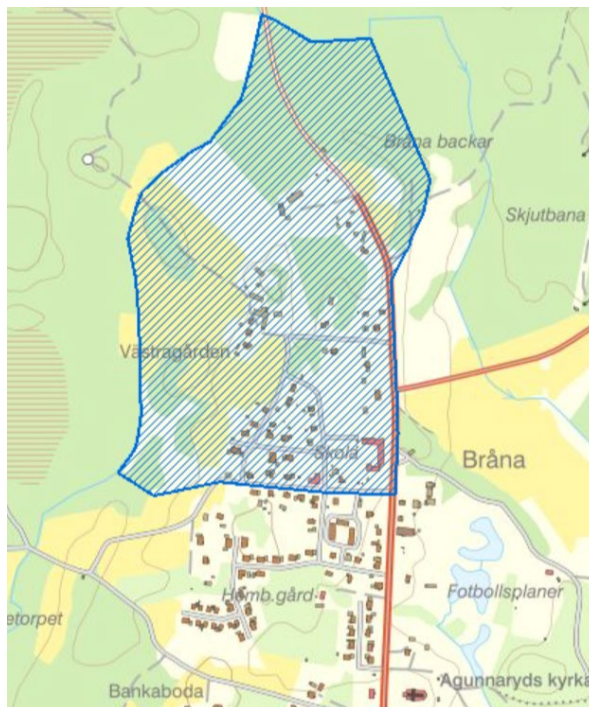 Bråna backar
Skjutbana
Västragården
Skola
Bråna
Hemb.gård
Fotbollsplaner
etorpet
Agunnaryds kyrka
Bankaboda